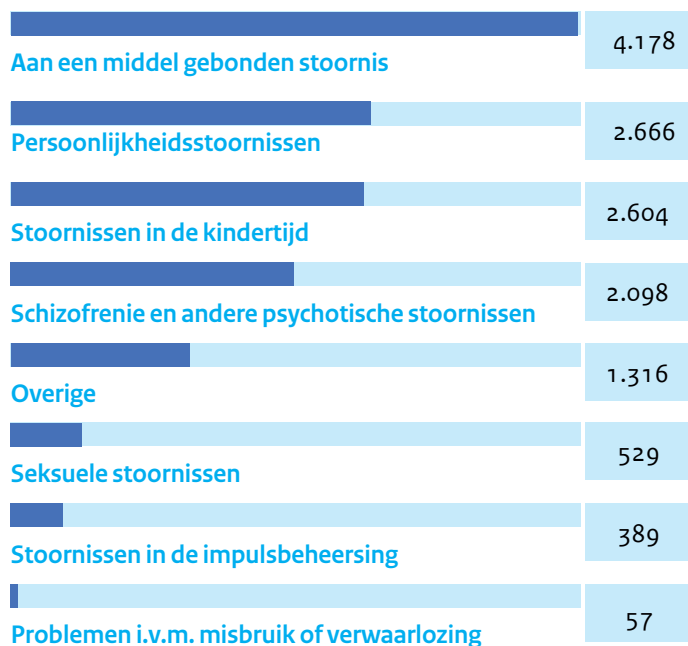 4.178
Aan een middel gebonden stoornis
2.666
Persoonlijkheidsstoornissen
2.604
Stoornissen in de kindertijd
2.098
Schizofrenie en andere psychotische stoornissen
1.316
Overige
529
Seksuele stoornissen
389
Stoornissen in de impulsbeheersing
57
Problemen i.v.m. misbruik of verwaarlozing